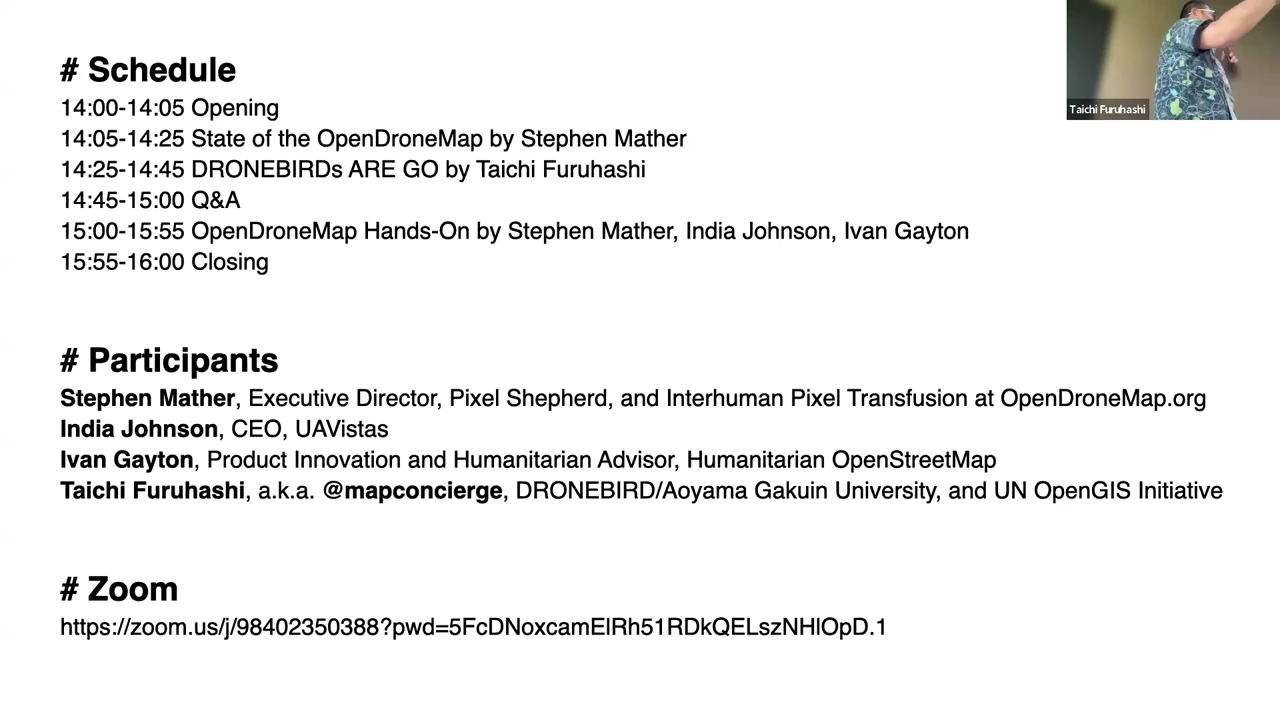 # Schedule
14:00-14:05 Opening
14:05-14:25 State of the OpenDroneMap by Stephen Mather
14:25-14:45 DRONEBIRDs ARE GO by Taichi Furuhashi
14:45-15:00 Q&A
15:00-15:55 OpenDroneMap Hands-On by Stephen Mather, India Johnson, Ivan Gayton
15:55-16:00 Closing
Taichi Furuhashi
# Participants
Stephen Mather, Executive Director, Pixel Shepherd, and Interhuman Pixel Transfusion at OpenDroneMap.org
India Johnson, CEO, UAVistas
Ivan Gayton, Product Innovation and Humanitarian Advisor, Humanitarian OpenStreetMap
Taichi Furuhashi, a.k.a. @mapconcierge, DRONEBIRD/Aoyama Gakuin University, and UN OpenGIS Initiative
# Zoom
https://zoom.us/j/98402350388?pwd=5FcDNoxcamElRh51RDkQELszNHlOpD.1